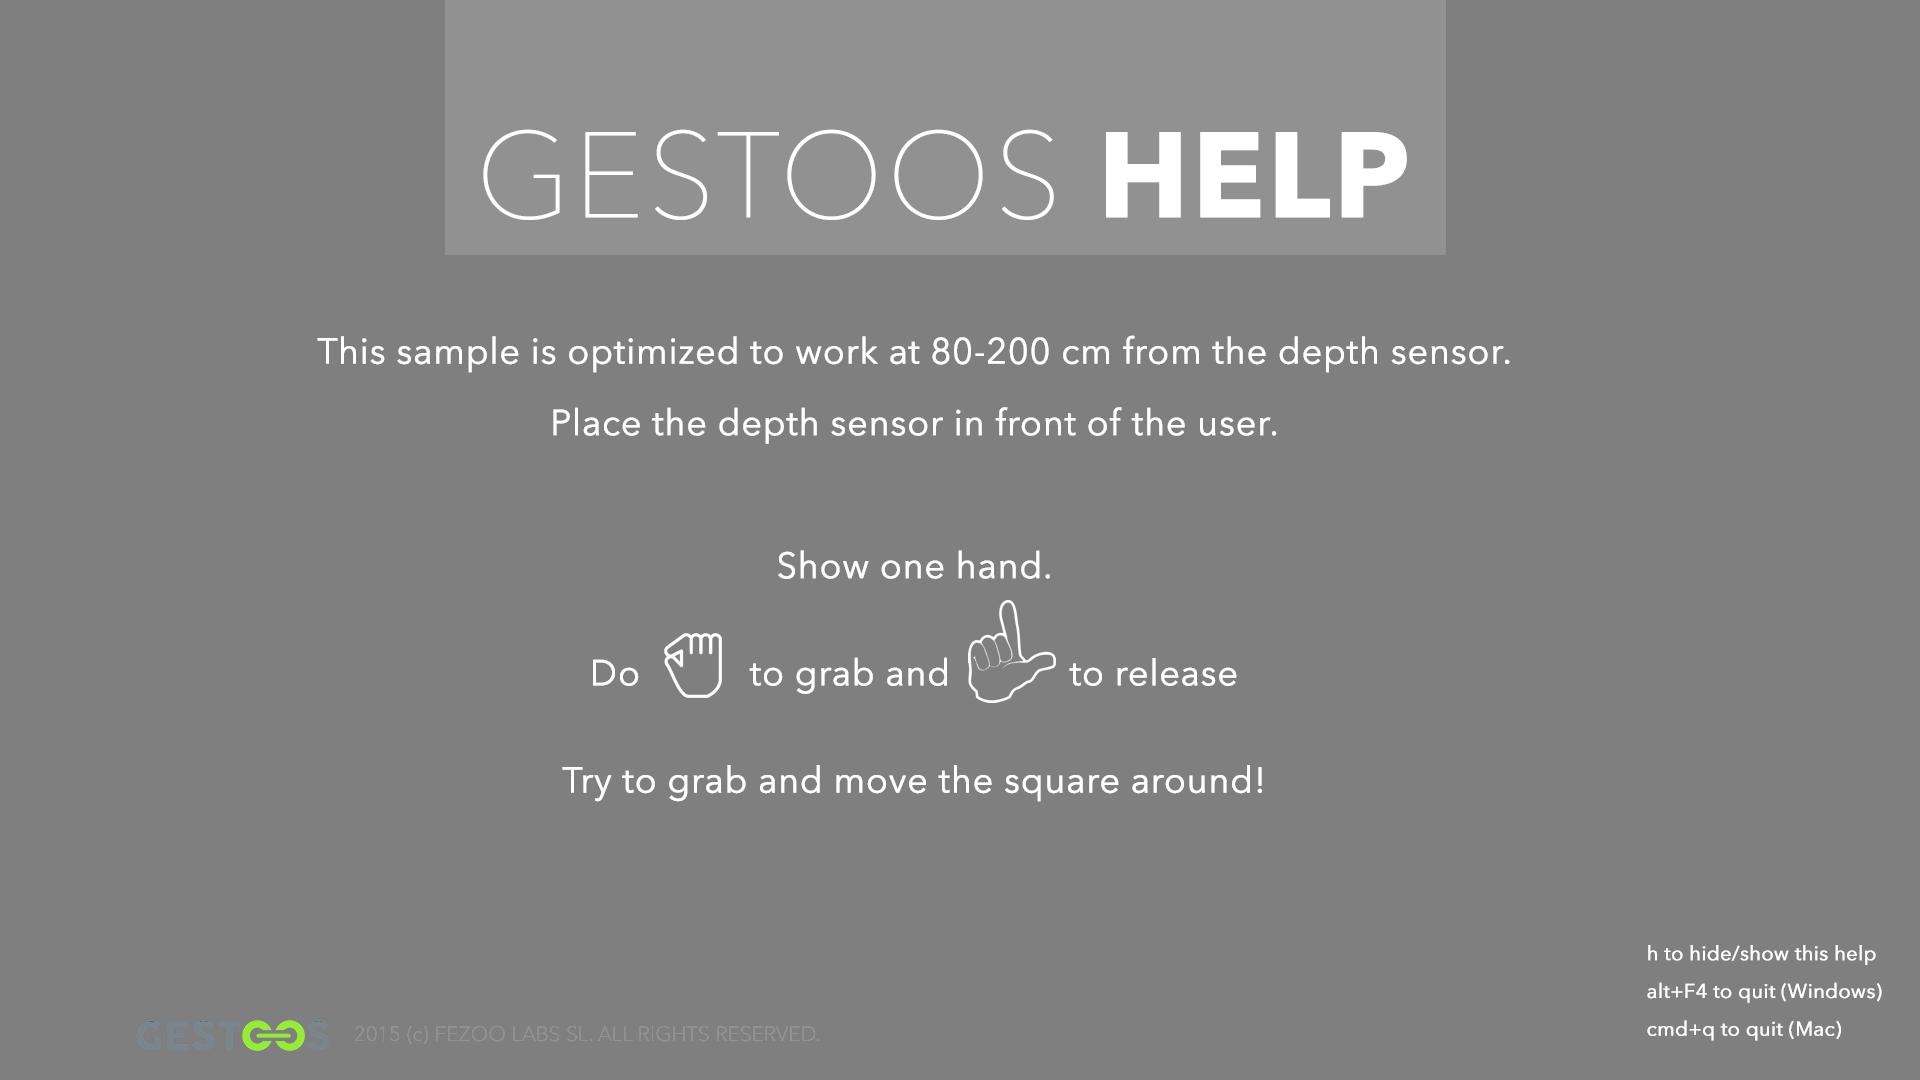 GESTOOS HELP
This sample is optimized to work at 80-200 cm from the depth sensor.
Place the depth sensor in front of the user.
Show one hand.
Do to grab and to release
Try to grab and move the square around!
h to hide/show this help
alt+F4 to quit (Windows)
cmd+q to quit (Mac)
GESTOOS 2015 (c) FEZOO LABS SL. ALL RIGHTS RESERVED.